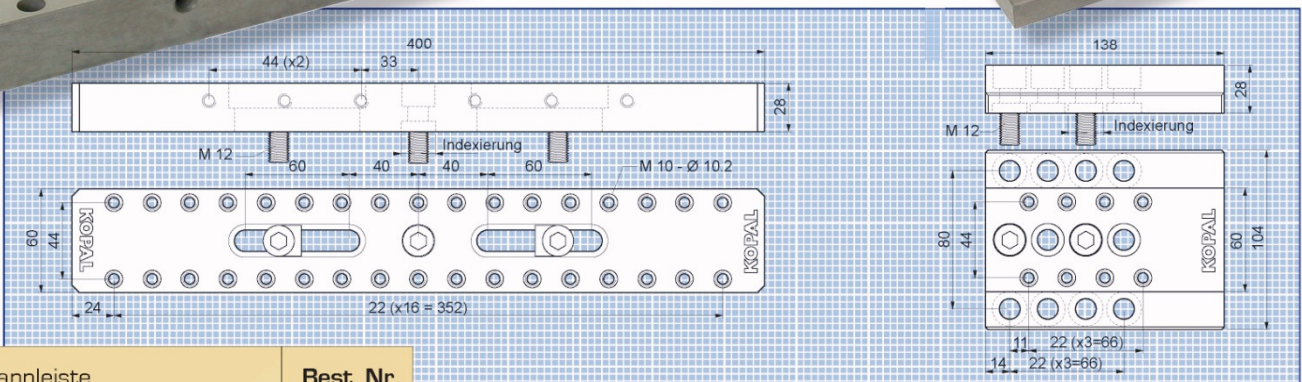 400
44 (x2)
33
28
M 12
Indexierung
60
40
40
60
M 10 - Ø 10.2
KOPAL
60
44
KOPAL
24
22 (x16 = 352)
138
28
M 12
Indexierung
80
44
KOPAL
60
104
11
22 (x3=66)
14
22 (x3=66)
Best. Nr